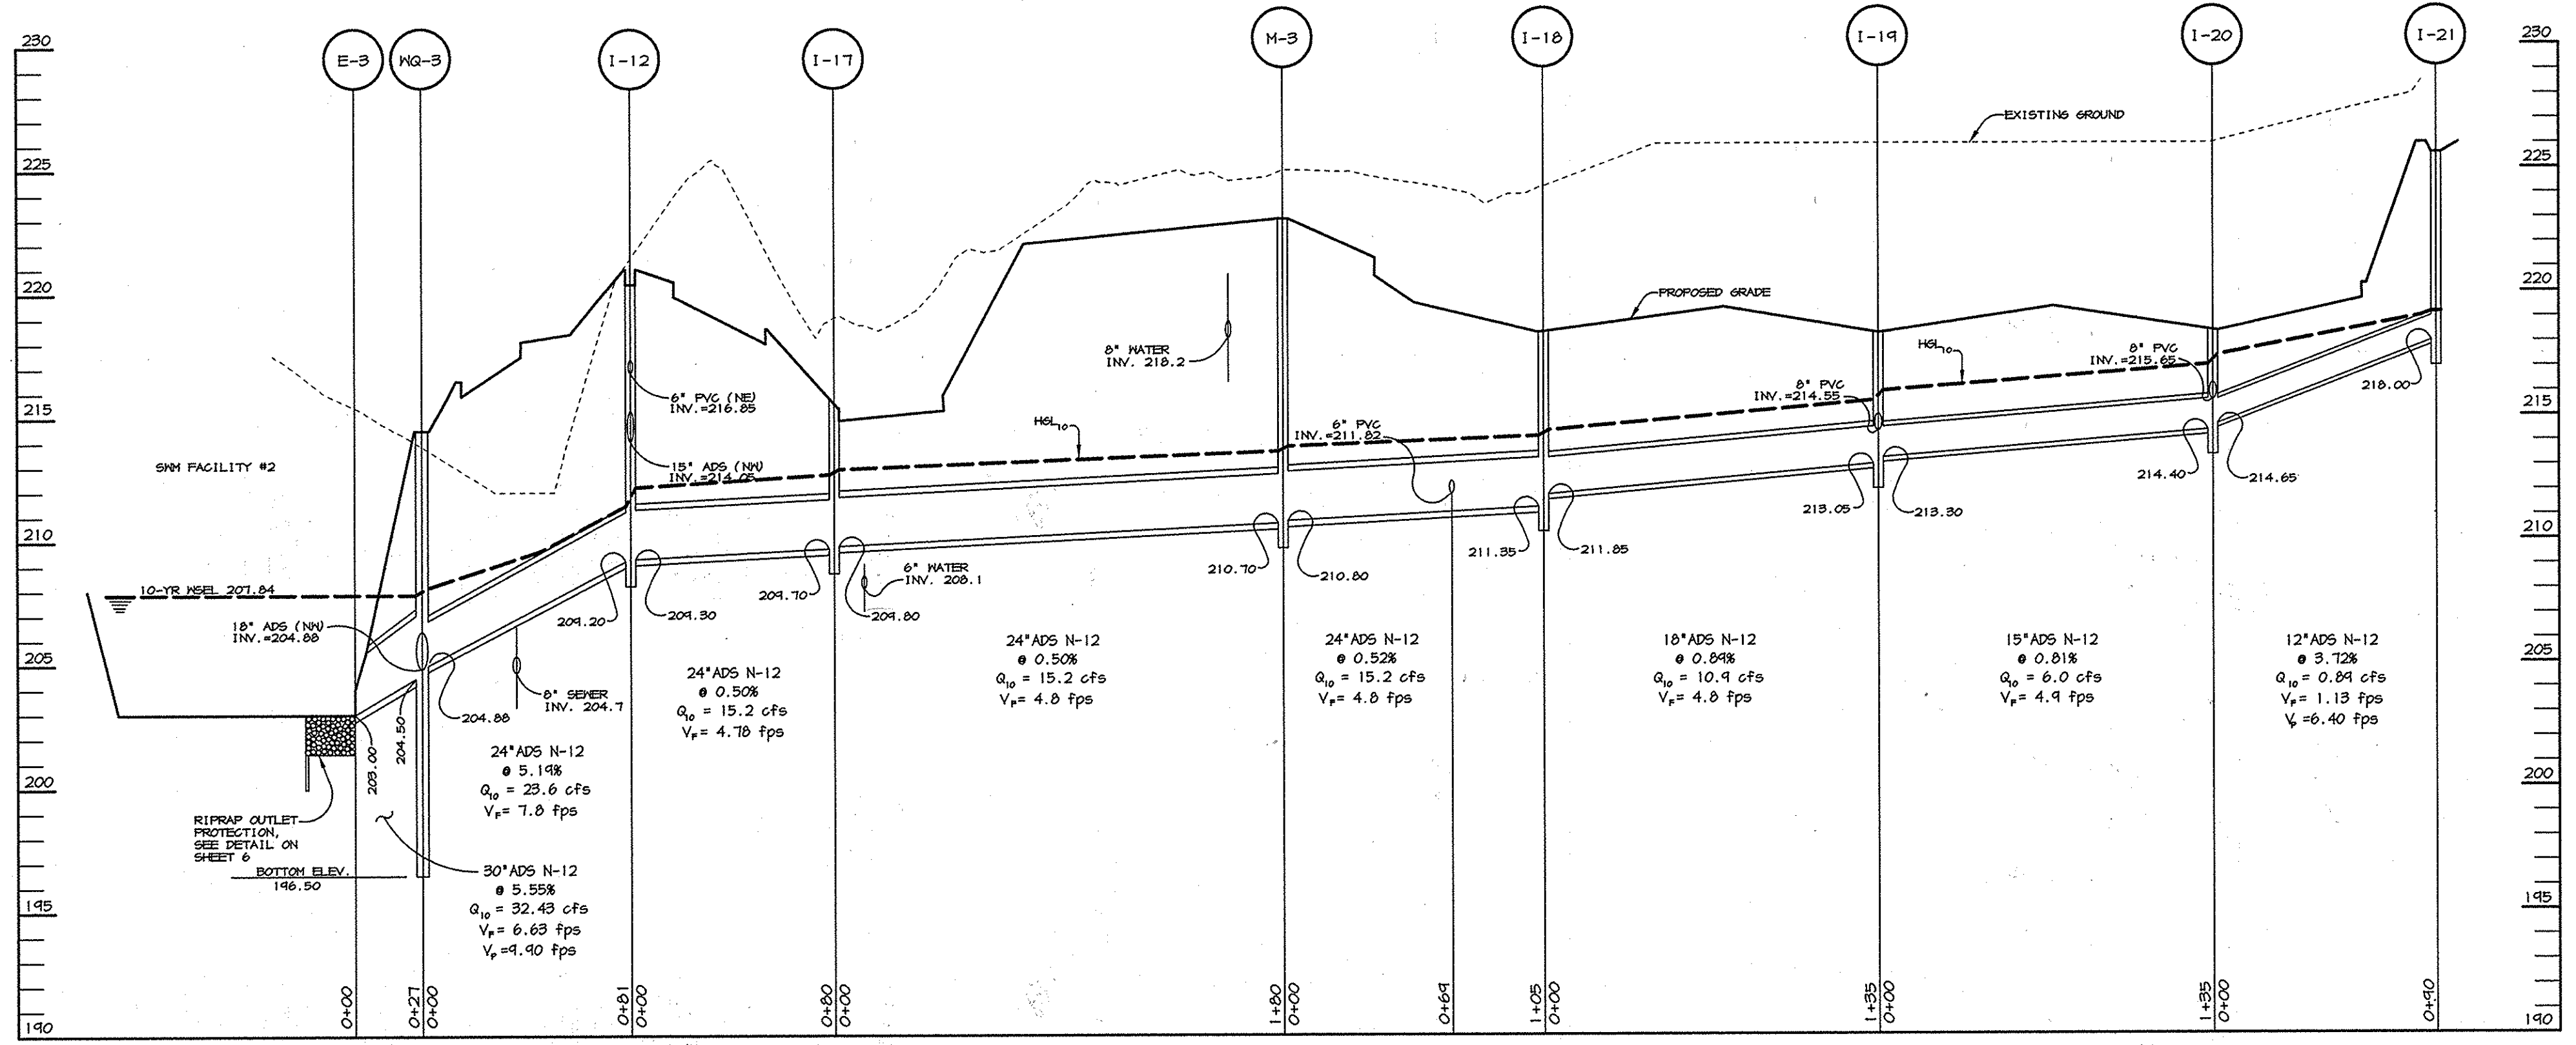 E-3
WQ-3
I-12
I-17
M-3
I-18
I-19
I-20
I-21
230
225
220
215
210
205
200
195
190
230
225
220
215
210
205
200
195
190
EXISTING GROUND
PROPOSED GRADE
HGL10
HGL10
8" WATER
INV. 218.2
6" PVC (NE)
INV.=216.85
15" ADS (NW)
INV.=214.05
6" PVC
INV.=211.82
8" PVC
INV.=214.55
8" PVC
INV.=215.65
218.00
SWM FACILITY #2
10-YR WSEL 207.84
18" ADS (NW)
INV.=204.88
204.88
8" SEWER
INV. 204.7
209.20
209.30
209.70
209.80
6" WATER
INV. 208.1
210.70
210.80
211.35
211.85
213.05
213.30
214.40
214.65
203.00
204.50
RIPRAP OUTLET
PROTECTION,
SEE DETAIL ON
SHEET 6
BOTTOM ELEV.
196.50
30"ADS N-12
@ 5.55%
Q10 = 32.43 cfs
VF= 6.63 fps
VP=9.90 fps
24"ADS N-12
@ 5.19%
Q10 = 23.6 cfs
VF= 7.8 fps
24"ADS N-12
@ 0.50%
Q10 = 15.2 cfs
VF= 4.78 fps
24"ADS N-12
@ 0.50%
Q10 = 15.2 cfs
VF= 4.8 fps
24"ADS N-12
@ 0.52%
Q10 = 15.2 cfs
VF= 4.8 fps
18"ADS N-12
@ 0.89%
Q10 = 10.9 cfs
VF= 4.8 fps
15"ADS N-12
@ 0.81%
Q10 = 6.0 cfs
VF= 4.9 fps
12"ADS N-12
@ 3.72%
Q10 = 0.89 cfs
VF= 1.13 fps
VP=6.40 fps
0+00
0+27
0+00
0+81
0+00
0+80
0+00
1+80
0+00
0+69
1+05
0+00
1+35
0+00
1+35
0+00
0+90